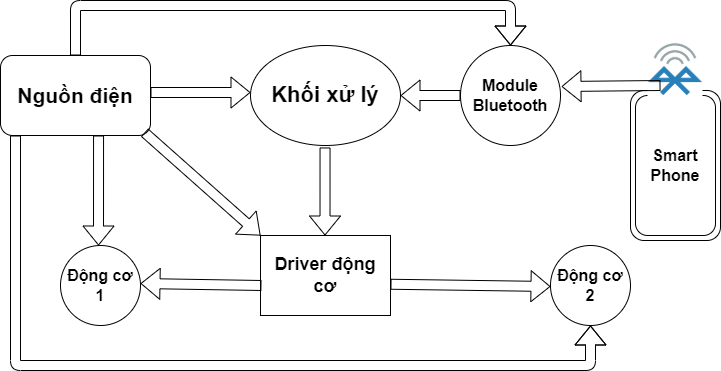 Nguồn điện
Khối xử lý
Module
Bluetooth
Smart
Phone
Driver động
cơ
Động cơ
1
Động cơ
2